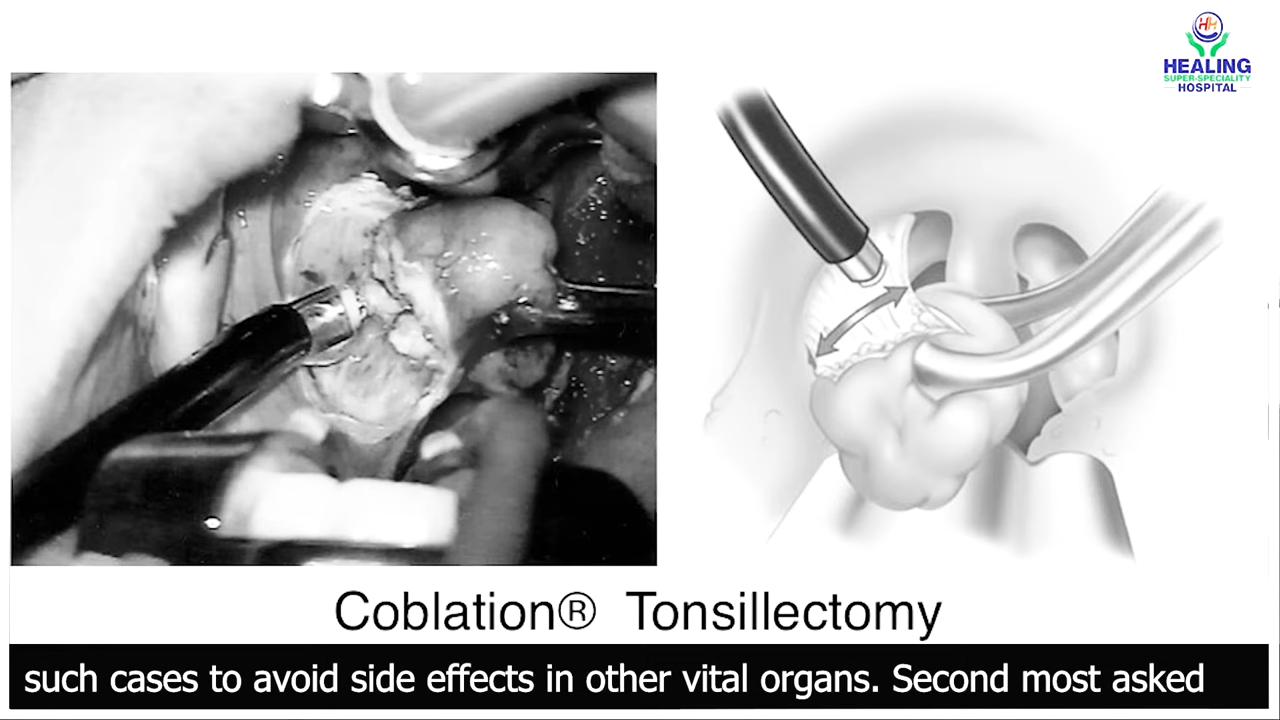 HH
HEALING
SUPER-SPECIALITY
HOSPITAL
Coblation® Tonsillectomy
such cases to avoid side effects in other vital organs. Second most asked